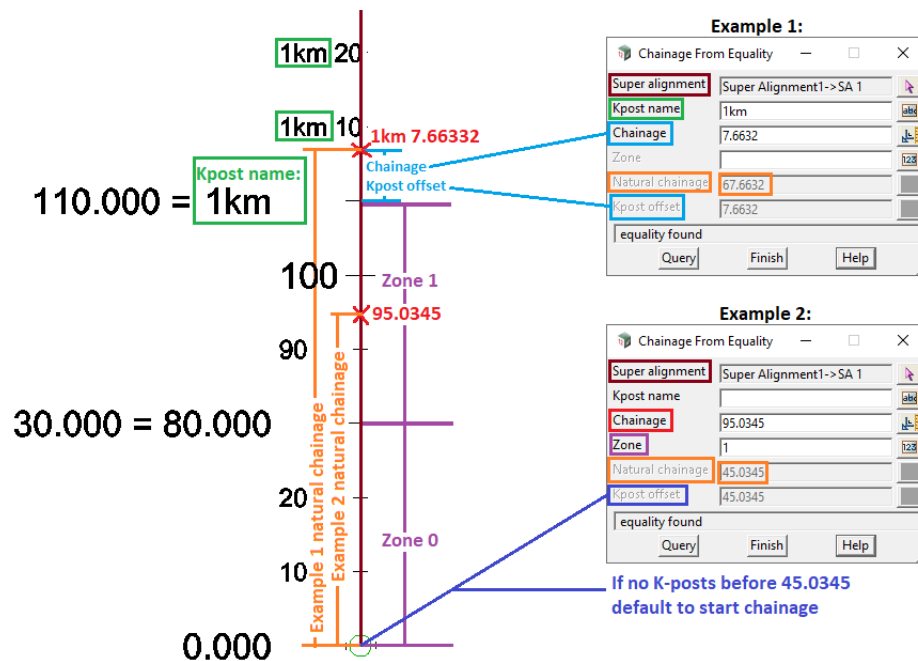 1km 20
1km 10
1km 7.66332
Chainage
Kpost offset
Kpost name:
110.000 = 1km
100
Zone 1
95.0345
90
30.000 = 80.000
20
Zone 0
10
0.000
Example 1 natural chainage
Example 2 natural chainage
Example 1:
Chainage From Equality
Super alignment Super Alignment1->SA 1
Kpost name 1km
abc
Chainage 7.6632
Zone
123
Natural chainage 67.6632
Kpost offset 7.6632
equality found
Query Finish Help
Example 2:
Chainage From Equality
Super alignment Super Alignment1->SA 1
Kpost name
abc
Chainage 95.0345
Zone 1
123
Natural chainage 45.0345
Kpost offset 45.0345
equality found
Query Finish Help
If no K-posts before 45.0345
default to start chainage